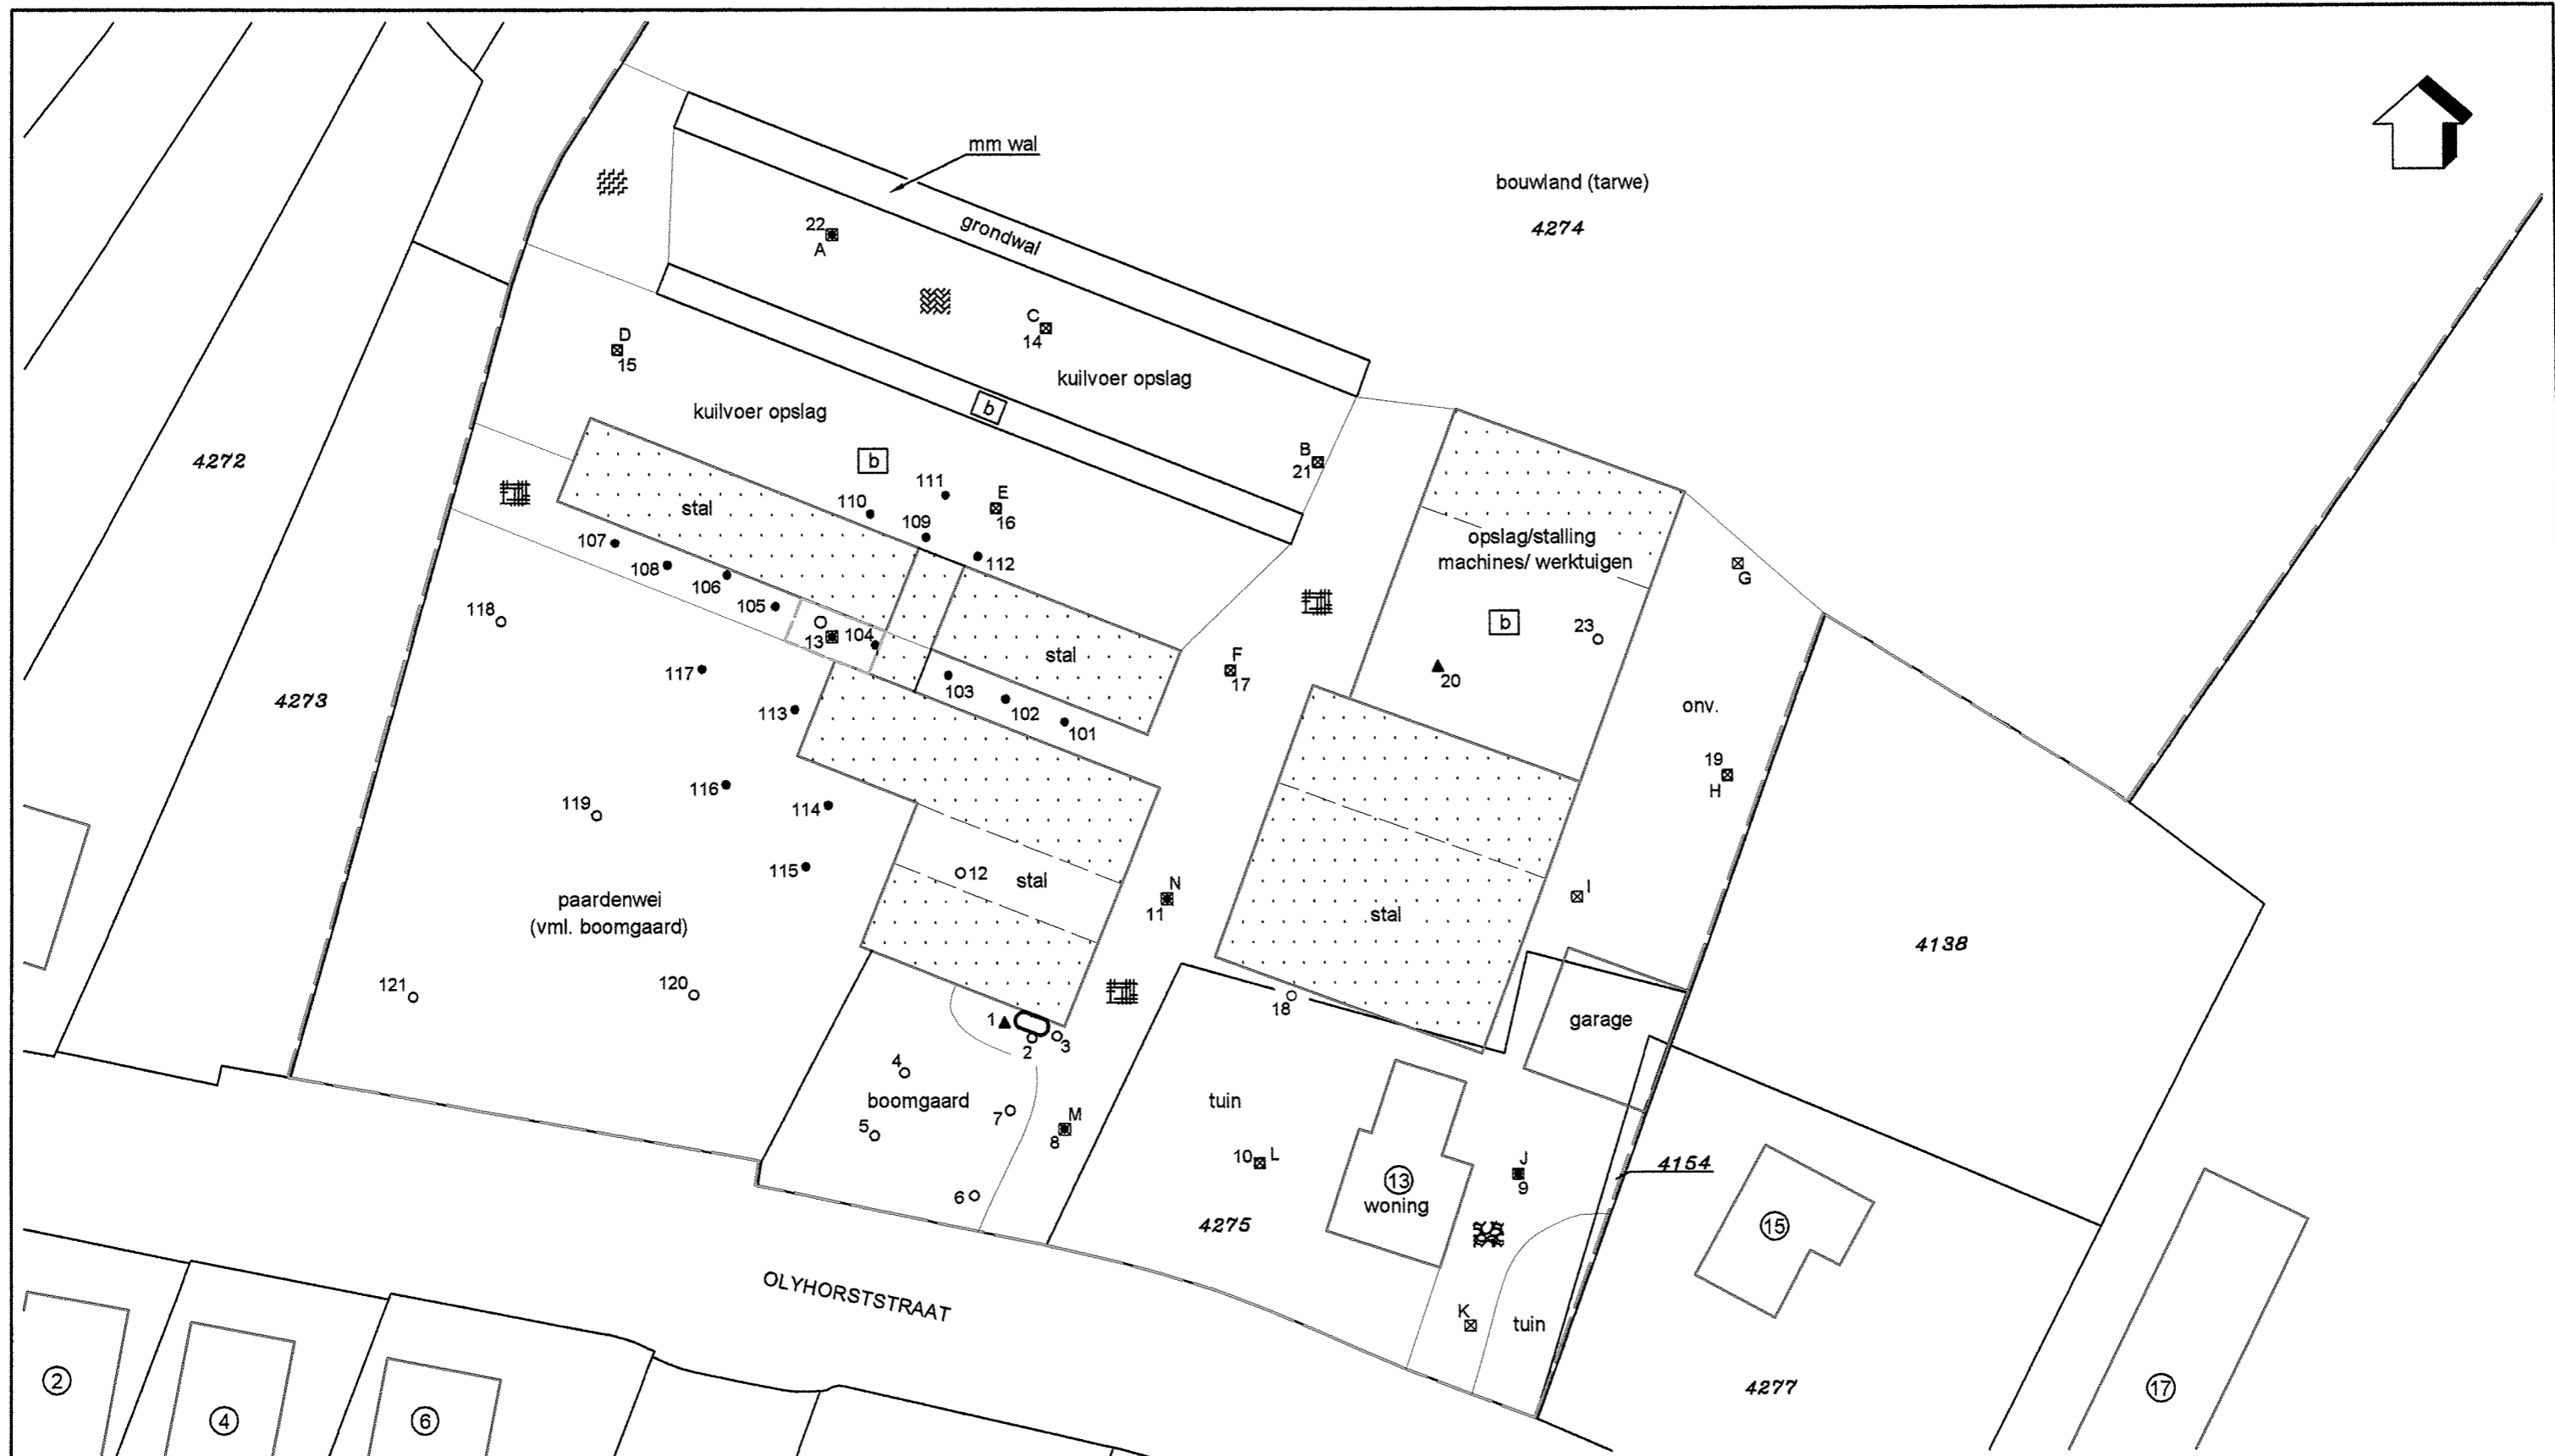 mm wal
bouwland (tarwe)
4274
grondwal
22
A
C
14
D
15
kuilvoer opslag
kuilvoer opslag
b
b
B
21
4272
stal
110
111
109
E
16
112
opslag/stalling
machines/ werktuigen
G
107
108
106
105
13
104
118
stal
F
17
b
23
20
4273
117
103
102
101
113
onv.
19
H
116
114
119
115
12
stal
N
11
paardenwei
(vml. boomgaard)
stal
I
4138
121
120
18
1
2
3
garage
4
boomgaard
7
5
M
8
6
tuin
10
L
13
woning
J
9
4154
4275
15
OLYHORSTSTRAAT
K
tuin
4277
2
4
6
17